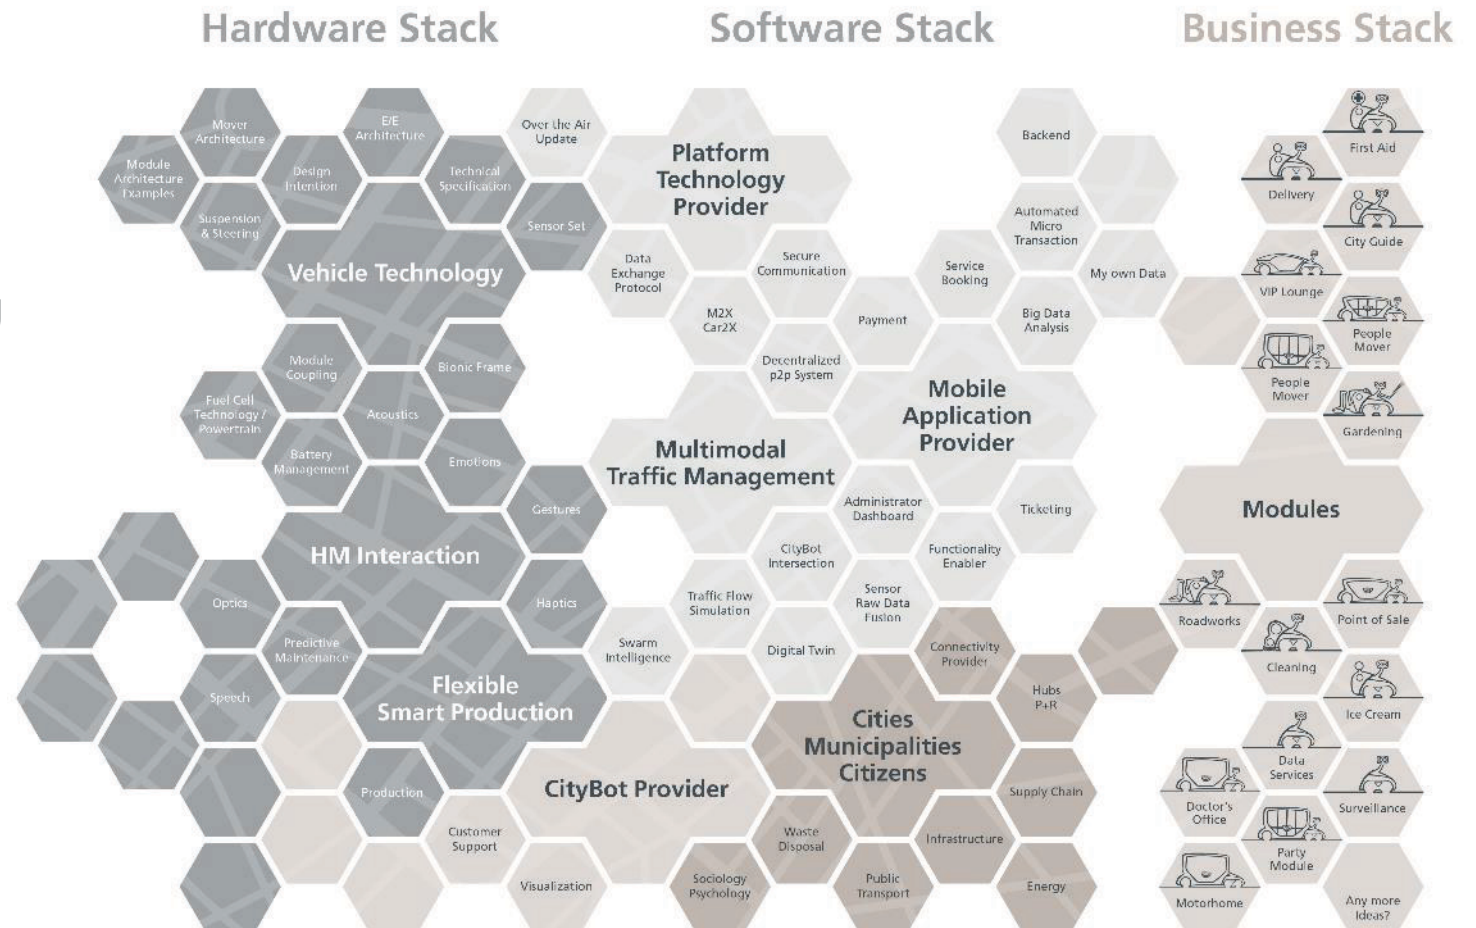 Hardware Stack
Software Stack
Business Stack
Mover
Architecture
E/E
Architecture
Module
Architecture
Examples
Design
Intention
Technical
Specification
Suspension
& Steering
Sensor Set
Vehicle Technology
Module
Coupling
Bionic Frame
Fuel Cell
Technology /
Powertrain
Acoustics
Battery
Management
Emotions
Gestures
HM Interaction
Optics
Haptics
Predictive
Maintenance
Speech
Flexible
Smart Production
Production
Over the Air
Update
Platform
Technology
Provider
Backend
Data
Exchange
Protocol
Secure
Communication
Automated
Micro
Transaction
Service
Booking
My own Data
M2X
Car2X
Payment
Big Data
Analysis
Decentralized
p2p System
Mobile
Application
Provider
Multimodal
Traffic Management
Administrator
Dashboard
Ticketing
CityBot
Intersection
Functionality
Enabler
Traffic Flow
Simulation
Sensor
Raw Data
Fusion
Swarm
Intelligence
Digital Twin
Connectivity
Provider
Hubs
P+R
Cities
Municipalities
Citizens
CityBot Provider
Supply Chain
Customer
Support
Waste
Disposal
Infrastructure
Visualization
Sociology
Psychology
Public
Transport
Energy
First Aid
Delivery
City Guide
VIP Lounge
People
Mover
People
Mover
Gardening
Modules
Roadworks
Point of Sale
Cleaning
Ice Cream
Data
Services
Doctor's
Office
Surveillance
Party
Module
Motorhome
Any more
Ideas?